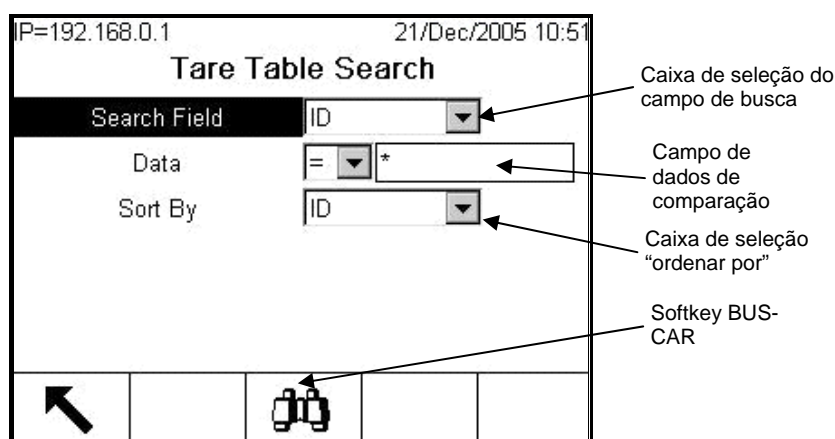 IP=192.168.0.1 21/Dec/2005 10:51
Tare Table Search
Search Field ID
Data = *
Sort By ID
Caixa de seleção do
campo de busca
Campo de
dados de
comparação
Caixa de seleção
“ordenar por”
Softkey BUS-
CAR